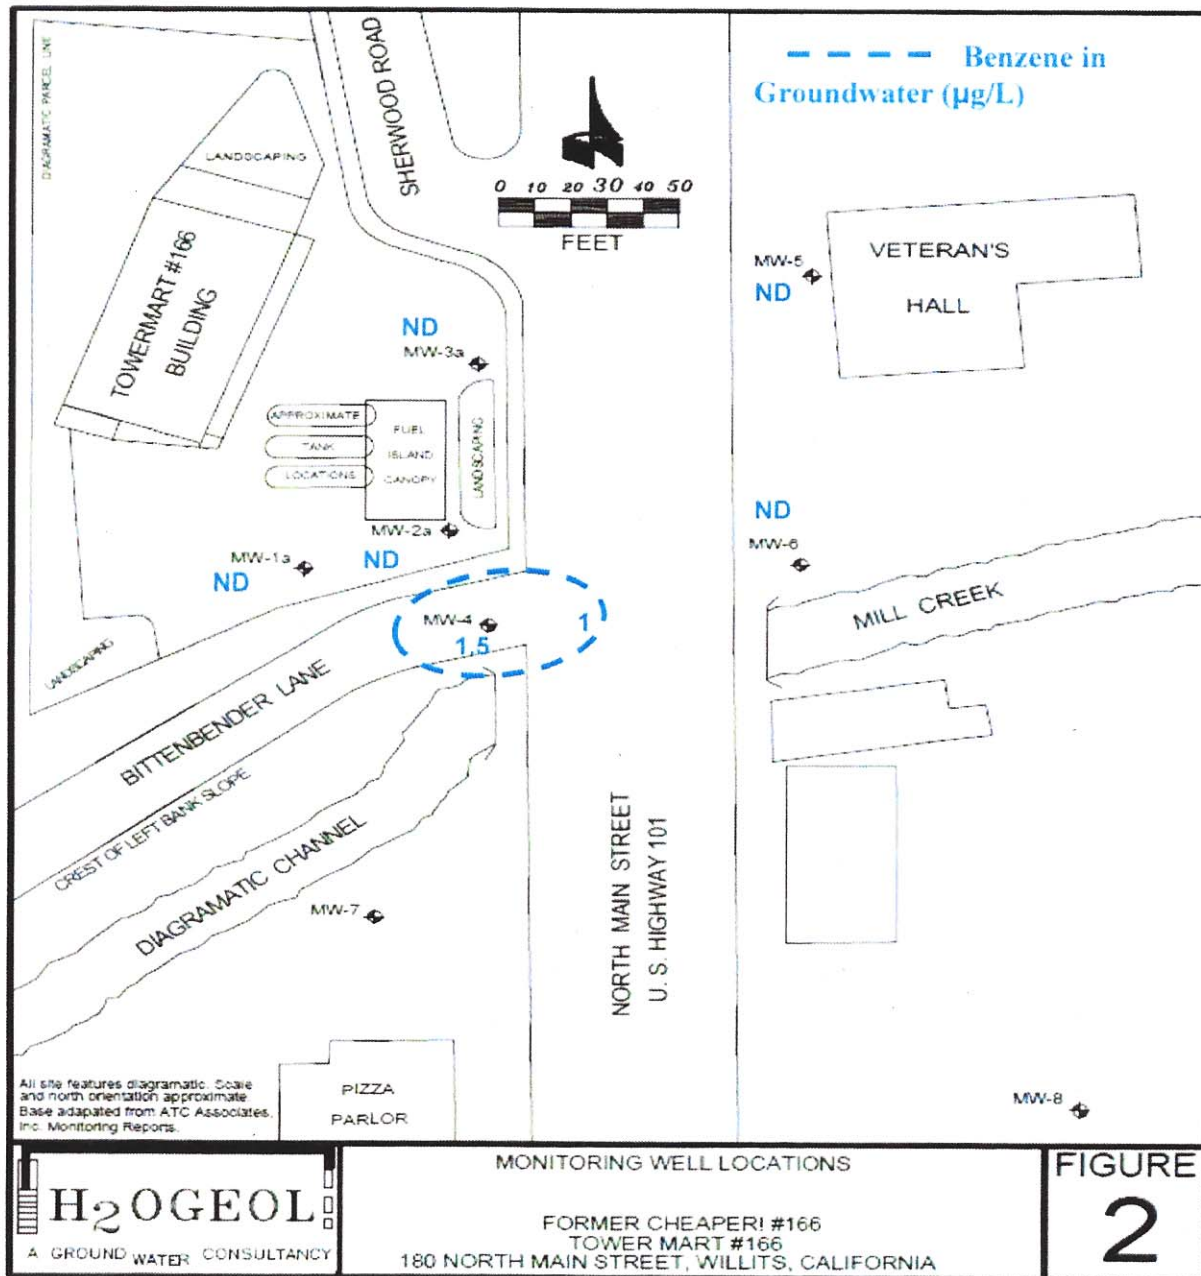 Benzene in
Groundwater (µg/L)
DIAGRAMATIC PARCEL LINE
SHERWOOD ROAD
LANDSCAPING
0 10 20 30 40 50
FEET
TOWERMART #166
BUILDING
VETERAN'S
HALL
MW-5
ND
ND
MW-3a
APPROXIMATE
TANK
LOCATIONS
FUEL
ISLAND
CANOPY
LANDSCAPING
MW-2a
ND
MW-1a
ND
ND
MW-6
MILL CREEK
MW-4
1.5
1
LANDSCAPING
BITTENBENDER LANE
CREST OF LEFT BANK SLOPE
DIAGRAMATIC CHANNEL
MW-7
NORTH MAIN STREET
U.S. HIGHWAY 101
PIZZA
PARLOR
MW-8
All site features diagramatic. Scale
and north orientation approximate.
Base adapated from ATC Associates,
Inc. Monitoring Reports.
H2OGEOL
A GROUND WATER CONSULTANCY
MONITORING WELL LOCATIONS
FORMER CHEAPER! #166
TOWER MART #166
180 NORTH MAIN STREET, WILLITS, CALIFORNIA
FIGURE
2